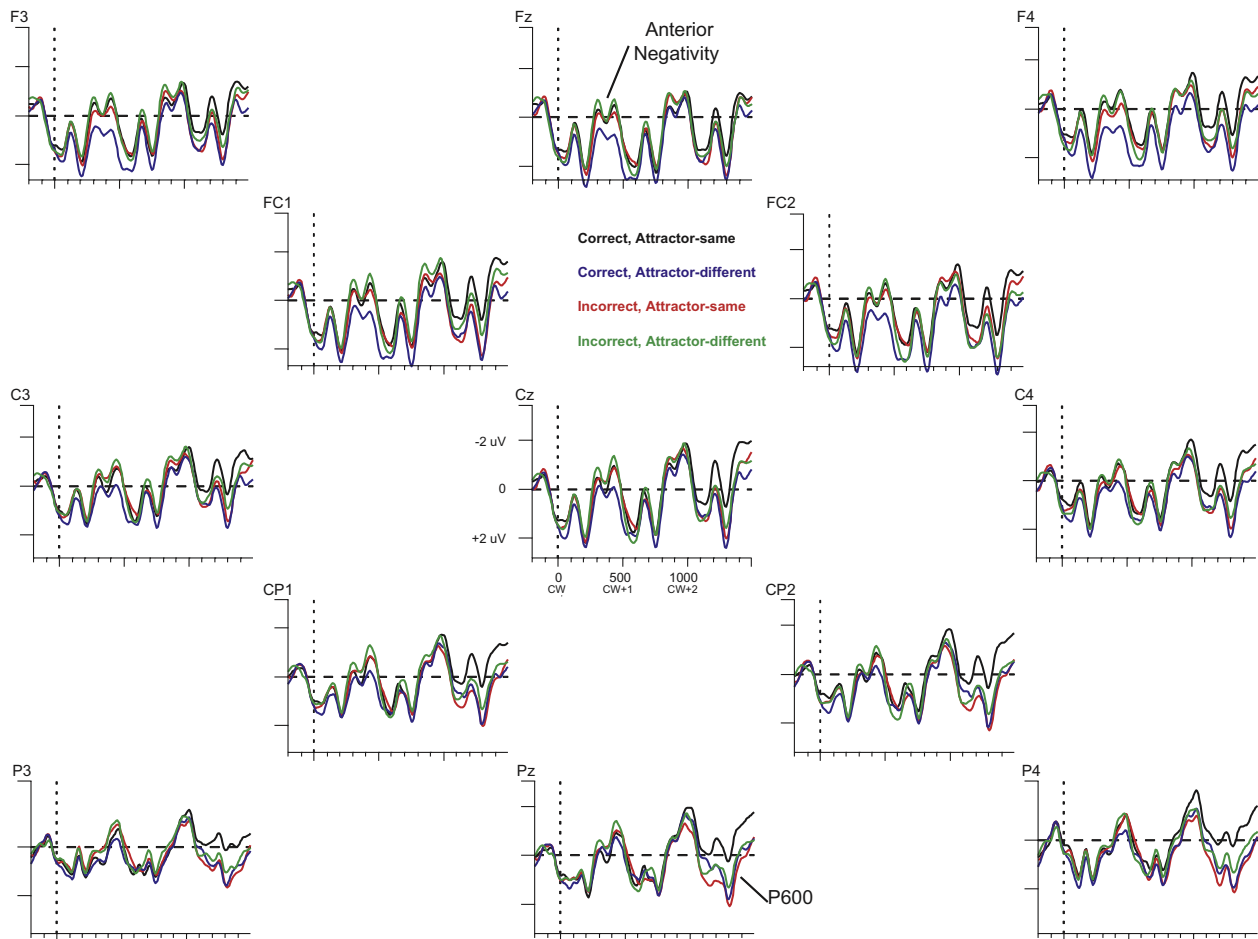 F3
Fz
F4
Anterior
Negativity
FC1
FC2
Correct, Attractor-same
Correct, Attractor-different
Incorrect, Attractor-same
Incorrect, Attractor-different
C3
Cz
C4
-2 uV
0
+2 uV
0 500 1000
CW CW+1 CW+2
CP1
CP2
P3
Pz
P4
P600